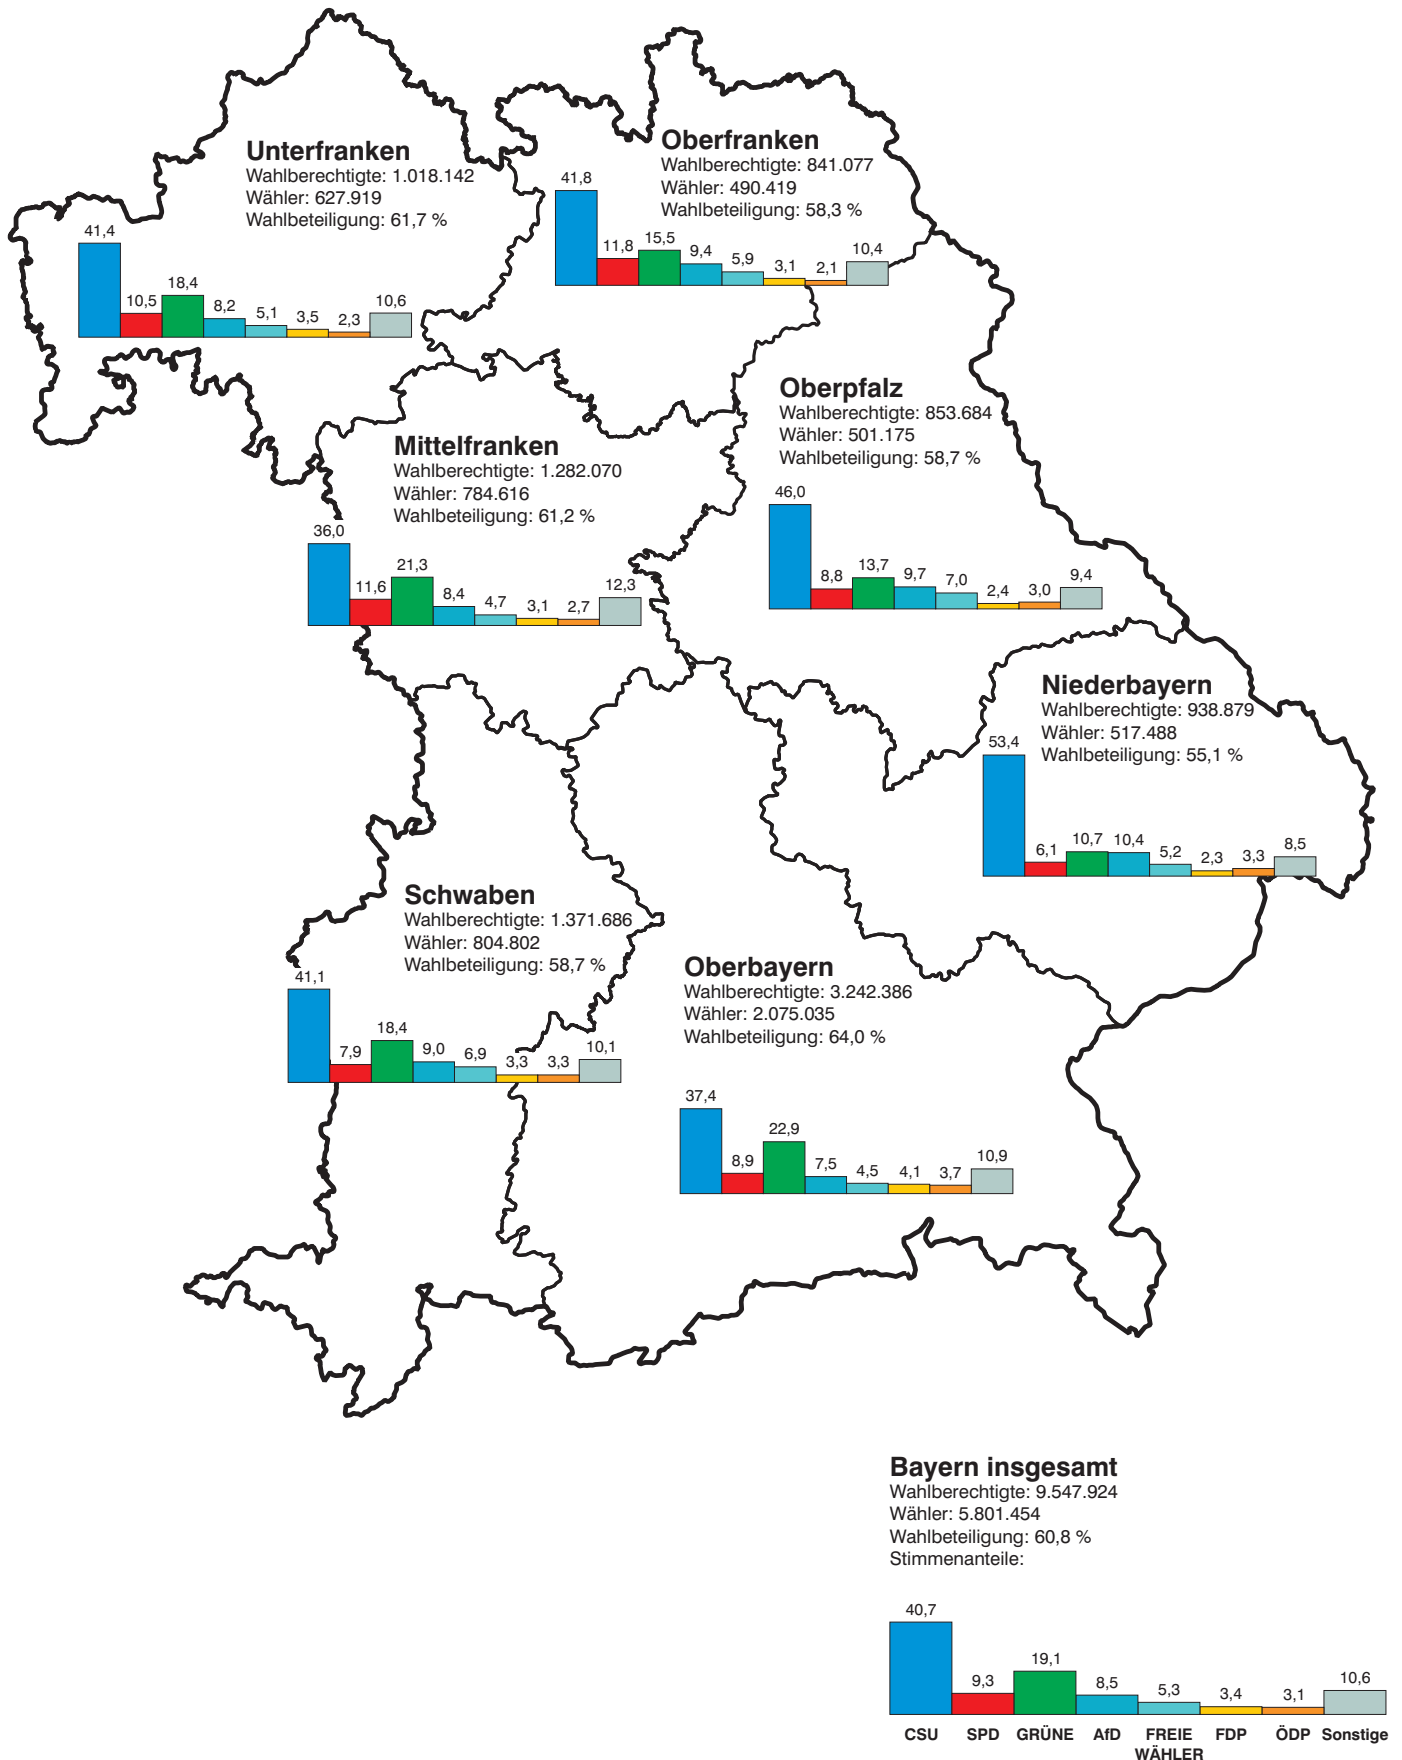 Unterfranken
Wahlberechtigte: 1.018.142
Wähler: 627.919
Wahlbeteiligung: 61,7 %
41,4
10,5
18,4
8,2
5,1
3,5
2,3
10,6
Oberfranken
Wahlberechtigte: 841.077
Wähler: 490.419
Wahlbeteiligung: 58,3 %
41,8
11,8
15,5
9,4
5,9
3,1
2,1
10,4
Mittelfranken
Wahlberechtigte: 1.282.070
Wähler: 784.616
Wahlbeteiligung: 61,2 %
36,0
11,6
21,3
8,4
4,7
3,1
2,7
12,3
Oberpfalz
Wahlberechtigte: 853.684
Wähler: 501.175
Wahlbeteiligung: 58,7 %
46,0
8,8
13,7
9,7
7,0
2,4
3,0
9,4
Niederbayern
Wahlberechtigte: 938.879
Wähler: 517.488
Wahlbeteiligung: 55,1 %
53,4
6,1
10,7
10,4
5,2
2,3
3,3
8,5
Schwaben
Wahlberechtigte: 1.371.686
Wähler: 804.802
Wahlbeteiligung: 58,7 %
41,1
7,9
18,4
9,0
6,9
3,3
3,3
10,1
Oberbayern
Wahlberechtigte: 3.242.386
Wähler: 2.075.035
Wahlbeteiligung: 64,0 %
37,4
8,9
22,9
7,5
4,5
4,1
3,7
10,9
Bayern insgesamt
Wahlberechtigte: 9.547.924
Wähler: 5.801.454
Wahlbeteiligung: 60,8 %
Stimmenanteile:
40,7
9,3
19,1
8,5
5,3
3,4
3,1
10,6
CSU SPD GRÜNE AfD FREIE FDP ÖDP Sonstige
WÄHLER